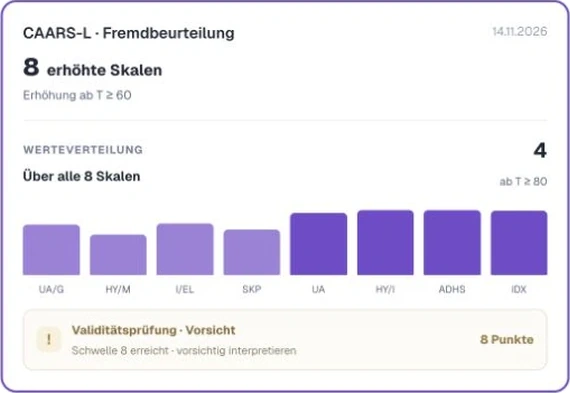 CAARS-L · Fremdbeurteilung
14.11.2026
8 erhöhte Skalen
Erhöhung ab T ≥ 60
WERTEVERTEILUNG
4
Über alle 8 Skalen
ab T ≥ 80
UA/G HY/M I/EL SKP UA HY/I ADHS IDX
! Validitätsprüfung · Vorsicht
8 Punkte
Schwelle 8 erreicht · vorsichtig interpretieren